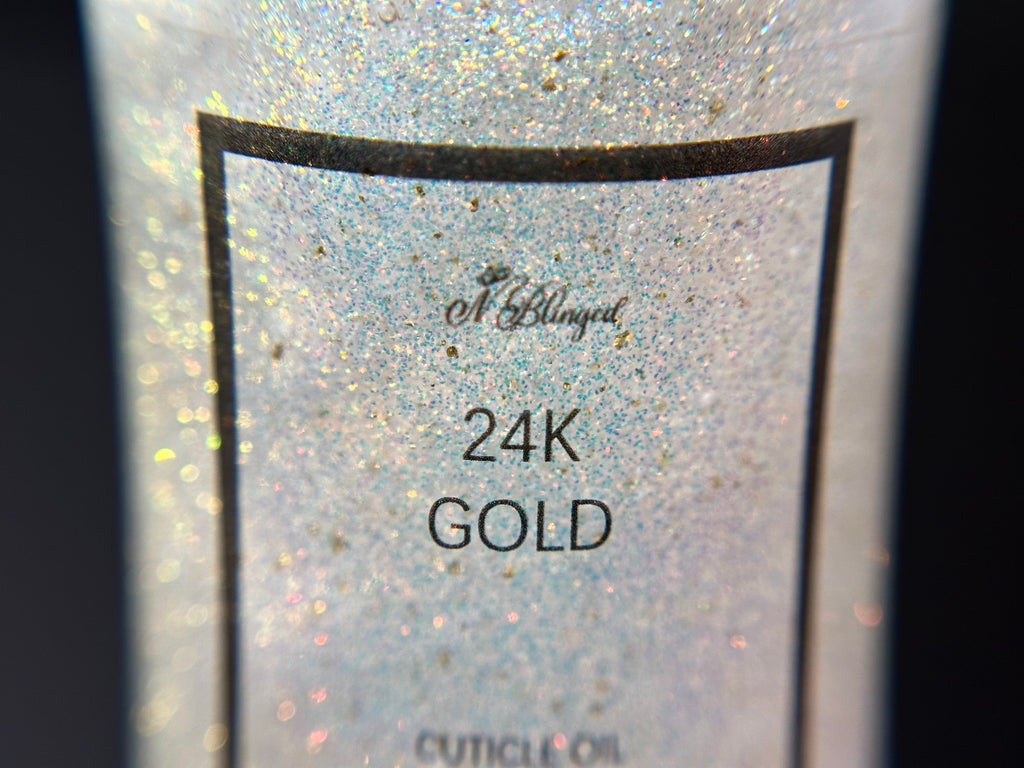 N Blinged
24K
GOLD
CUTICLE OIL